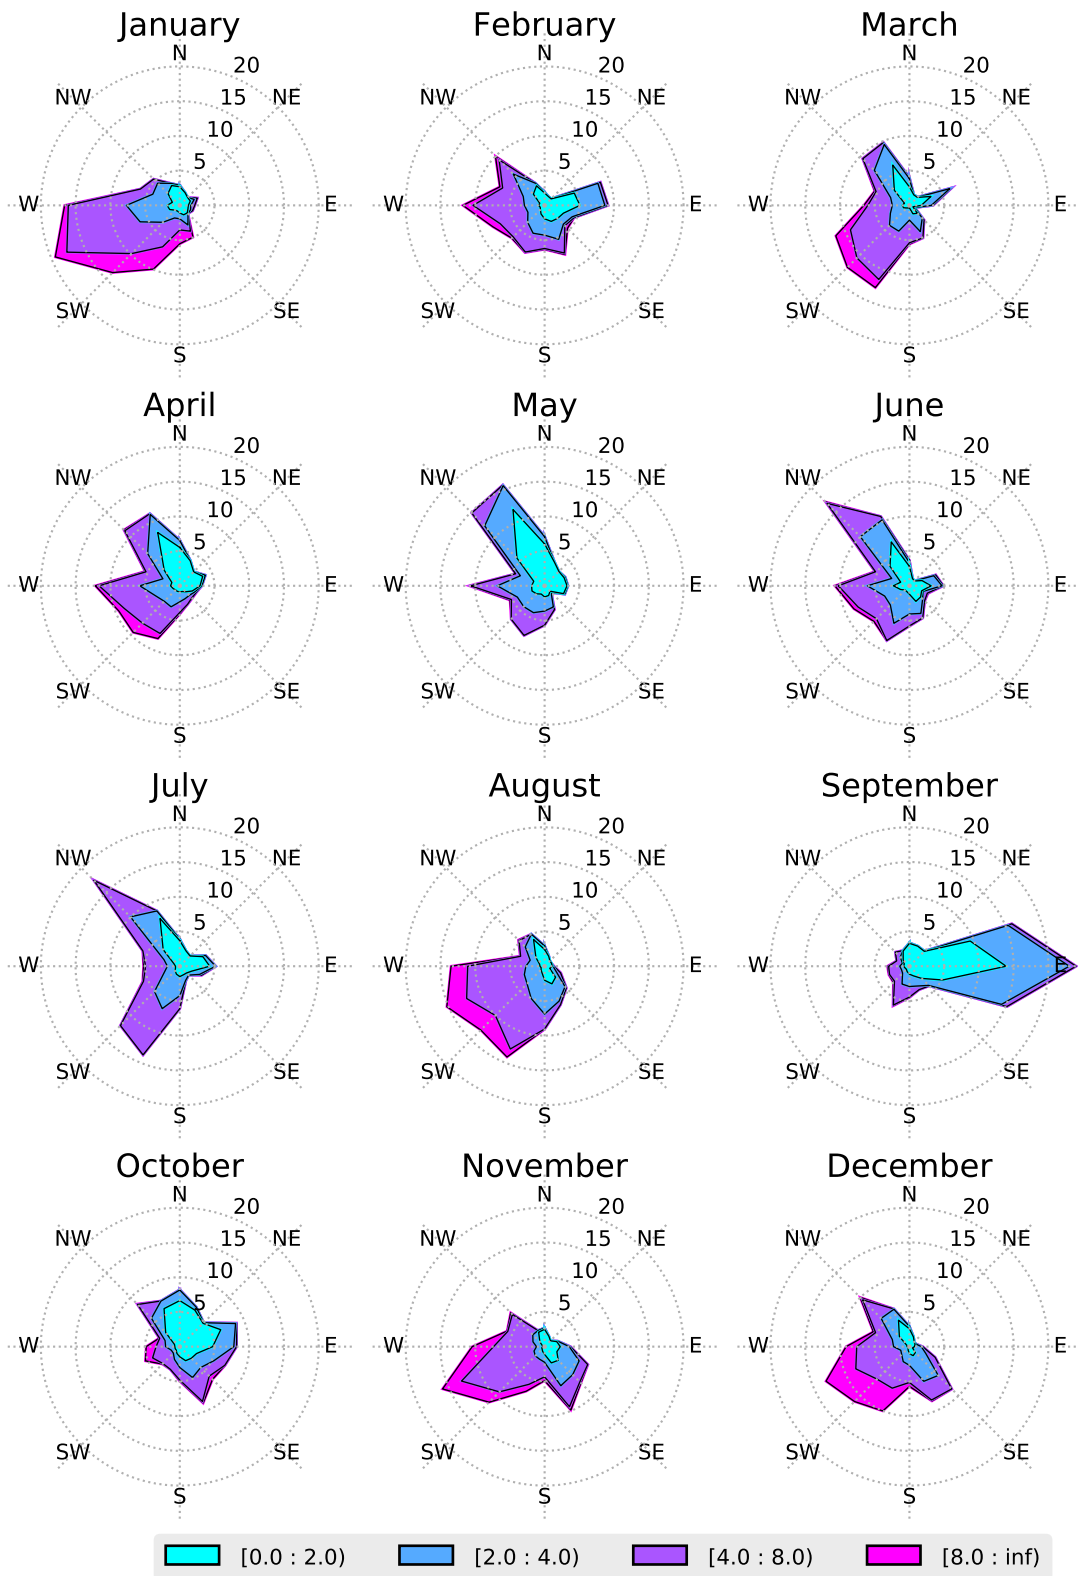 January February March
N N N
20 20 20
NW NE NW NE NW NE
15 15 15
10 10 10
5 5 5
W E W E W E
SW SE SW SE SW SE
S S S
April May June
N N N
20 20 20
NW NE NW NE NW NE
15 15 15
10 10 10
5 5 5
W E W E W E
SW SE SW SE SW SE
S S S
July August September
N N N
20 20 20
NW NE NW NE NW NE
15 15 15
10 10 10
5 5 5
W E W E W E
SW SE SW SE SW SE
S S S
October November December
N N N
20 20 20
NW NE NW NE NW NE
15 15 15
10 10 10
5 5 5
W E W E W E
SW SE SW SE SW SE
S S S
[0.0 : 2.0) [2.0 : 4.0) [4.0 : 8.0) [8.0 : inf)